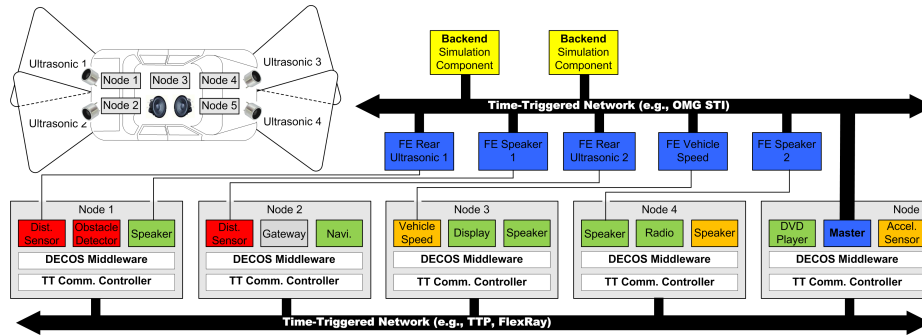 Ultrasonic 1
Ultrasonic 2
Ultrasonic 3
Ultrasonic 4
Node 1
Node 3
Node 4
Node 2
Node 5
Backend
Simulation
Component
Backend
Simulation
Component
Time-Triggered Network (e.g., OMG STI)
FE Rear
Ultrasonic 1
FE Speaker
1
FE Rear
Ultrasonic 2
FE Vehicle
Speed
FE Speaker
2
Node 1
Dist.
Sensor
Obstacle
Detector
Speaker
DECOS Middleware
TT Comm. Controller
Node 2
Dist.
Sensor
Gateway
Navi.
DECOS Middleware
TT Comm. Controller
Node 3
Vehicle
Speed
Display
Speaker
DECOS Middleware
TT Comm. Controller
Node 4
Speaker
Radio
Speaker
DECOS Middleware
TT Comm. Controller
Node
DVD
Player
Master
Accel.
Sensor
DECOS Middleware
TT Comm. Controller
Time-Triggered Network (e.g., TTP, FlexRay)